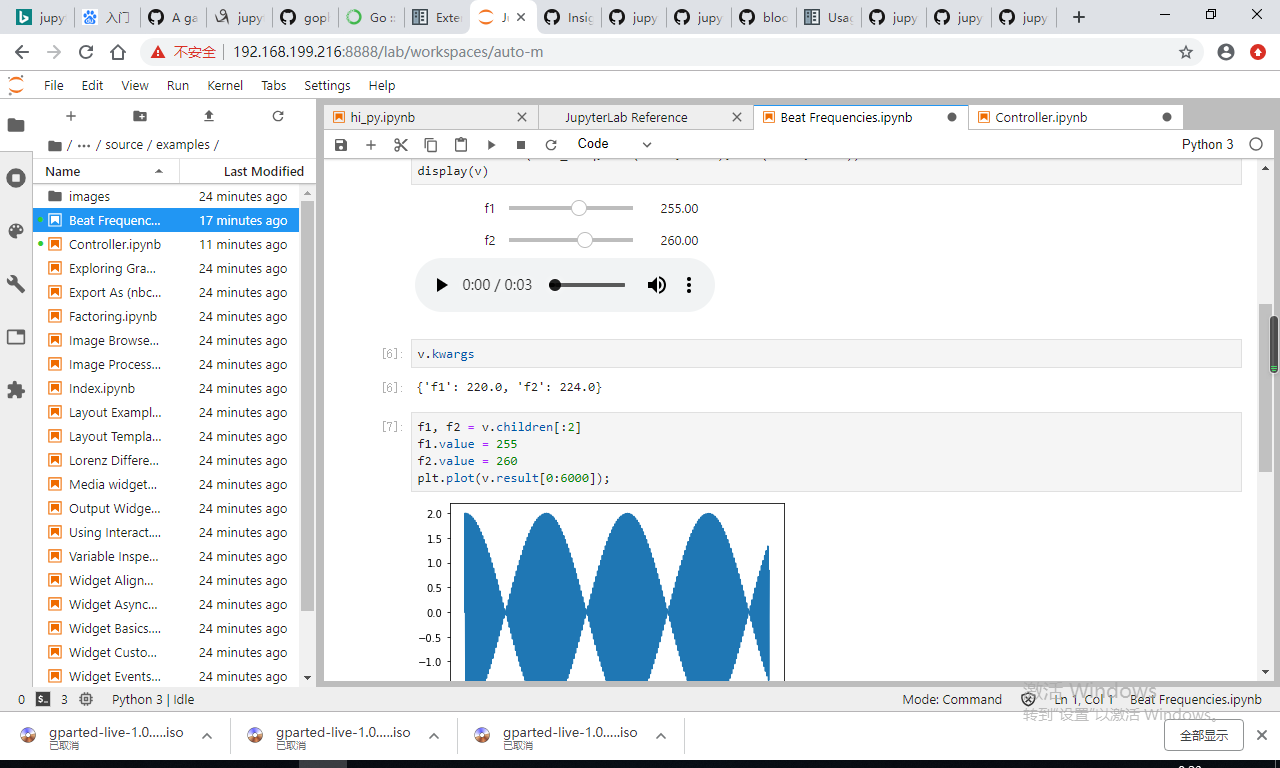 jupy
入门
A ga
jupy
gopl
Go ::
Exter
Ju
Insig
jupy
jupy
bloc
Usag
jupy
jupy
jupy
不安全 192.168.199.216:8888/lab/workspaces/auto-m
File Edit View Run Kernel Tabs Settings Help
hi_py.ipynb
JupyterLab Reference
Beat Frequencies.ipynb
Controller.ipynb
/ ··· / source / examples /
Code
Python 3
Name Last Modified
images 24 minutes ago
Beat Frequenc... 17 minutes ago
Controller.ipynb 11 minutes ago
Exploring Gra... 24 minutes ago
Export As (nbc... 24 minutes ago
Factoring.ipynb 24 minutes ago
Image Browse... 24 minutes ago
Image Process... 24 minutes ago
Index.ipynb 24 minutes ago
Layout Exampl... 24 minutes ago
Layout Templa... 24 minutes ago
Lorenz Differe... 24 minutes ago
Media widget... 24 minutes ago
Output Widge... 24 minutes ago
Using Interact.... 24 minutes ago
Variable Inspe... 24 minutes ago
Widget Align... 24 minutes ago
Widget Async... 24 minutes ago
Widget Basics.... 24 minutes ago
Widget Custo... 24 minutes ago
Widget Events... 24 minutes ago
display(v)
f1 255.00
f2 260.00
0:00 / 0:03
[6]: v.kwargs
[6]: {'f1': 220.0, 'f2': 224.0}
[7]: f1, f2 = v.children[:2]
f1.value = 255
f2.value = 260
plt.plot(v.result[0:6000]);
2.0
1.5
1.0
0.5
0.0
−0.5
−1.0
激活 Windows
转到"设置"以激活 Windows。
0 3 Python 3 | Idle
Mode: Command Ln 1, Col 1 Beat Frequencies.ipynb
gparted-live-1.0.....iso
已取消
gparted-live-1.0.....iso
已取消
gparted-live-1.0.....iso
已取消
全部显示